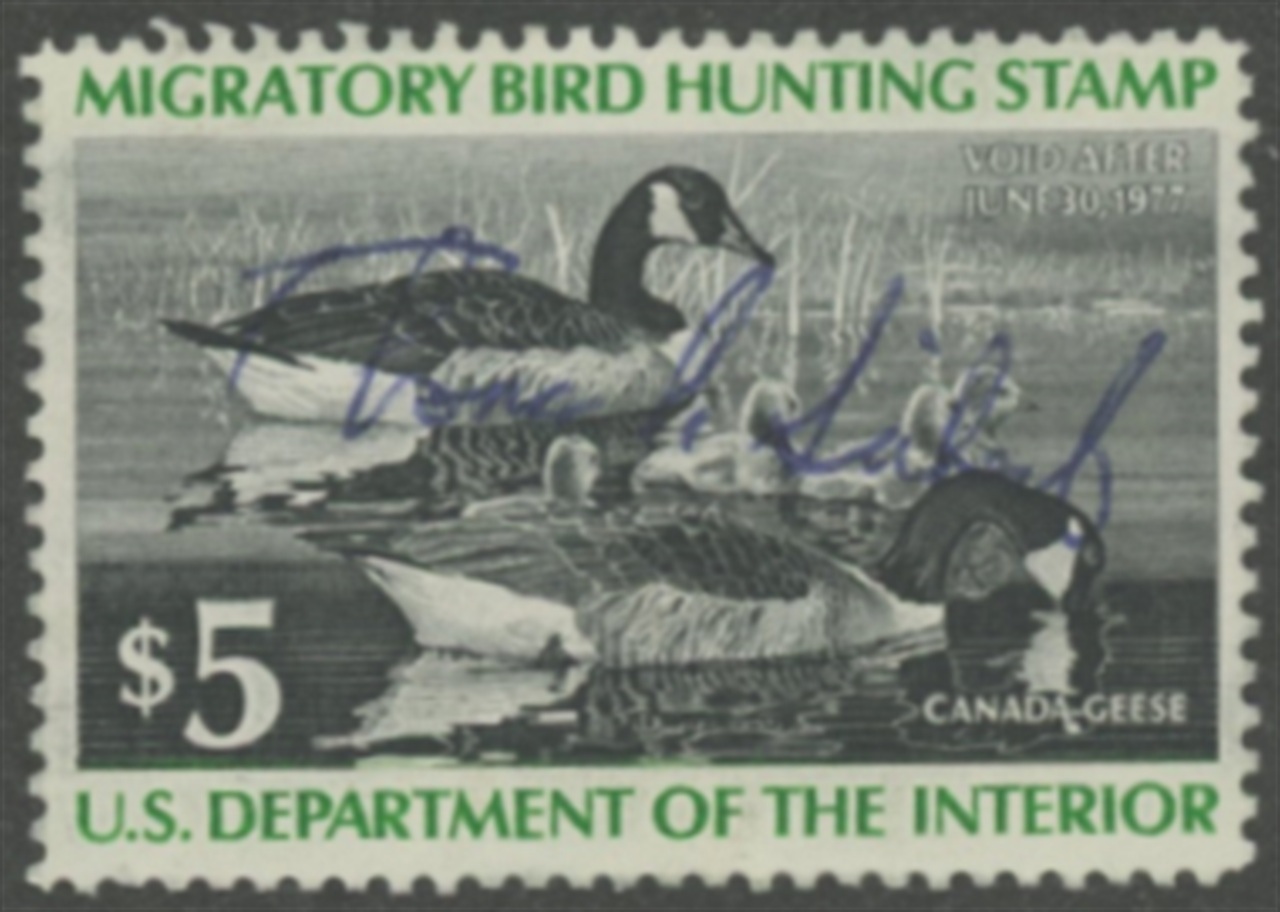 MIGRATORY BIRD HUNTING STAMP
VOID AFTER
JUNE 30, 1977
$5
CANADA GEESE
U.S. DEPARTMENT OF THE INTERIOR